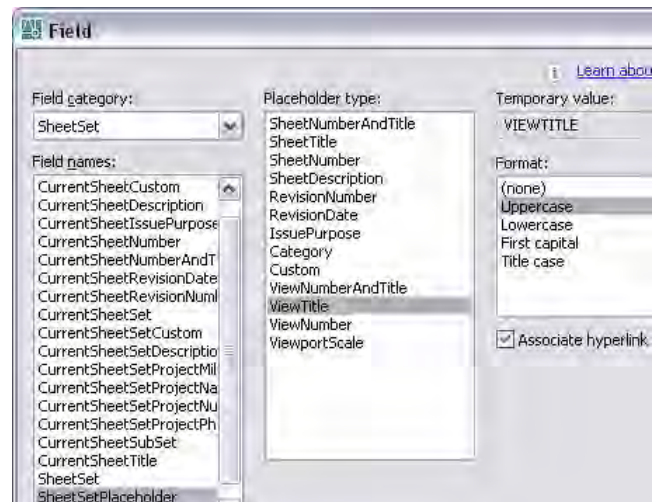 Field
Learn abou
Field category:
SheetSet
Field names:
CurrentSheetCustom
CurrentSheetDescription
CurrentSheetIssuePurpose
CurrentSheetNumber
CurrentSheetNumberAndT
CurrentSheetRevisionDate
CurrentSheetRevisionNuml
CurrentSheetSet
CurrentSheetSetCustom
CurrentSheetSetDescriptio
CurrentSheetSetProjectMil
CurrentSheetSetProjectNa
CurrentSheetSetProjectNu
CurrentSheetSetProjectPh
CurrentSheetSubSet
CurrentSheetTitle
SheetSet
SheetSetPlaceholder
Placeholder type:
SheetNumberAndTitle
SheetTitle
SheetNumber
SheetDescription
RevisionNumber
RevisionDate
IssuePurpose
Category
Custom
ViewNumberAndTitle
ViewTitle
ViewNumber
ViewportScale
Temporary value:
VIEWTITLE
Format:
(none)
Uppercase
Lowercase
First capital
Title case
Associate hyperlink